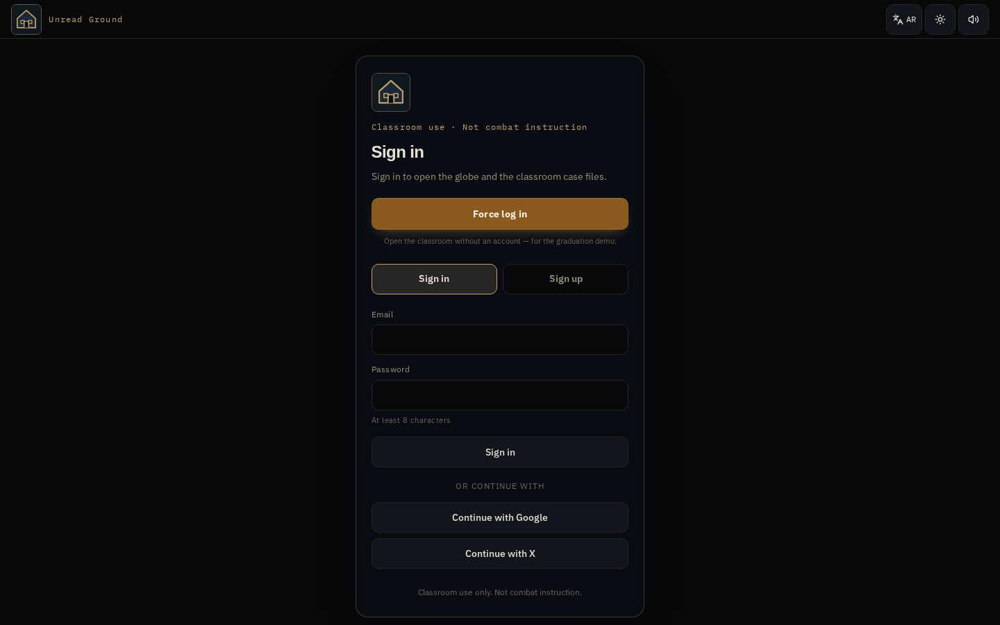 Unread Ground
AR
Classroom use · Not combat instruction
Sign in
Sign in to open the globe and the classroom case files.
Force log in
Open the classroom without an account — for the graduation demo.
Sign in
Sign up
Email
Password
At least 8 characters
Sign in
OR CONTINUE WITH
Continue with Google
Continue with X
Classroom use only. Not combat instruction.